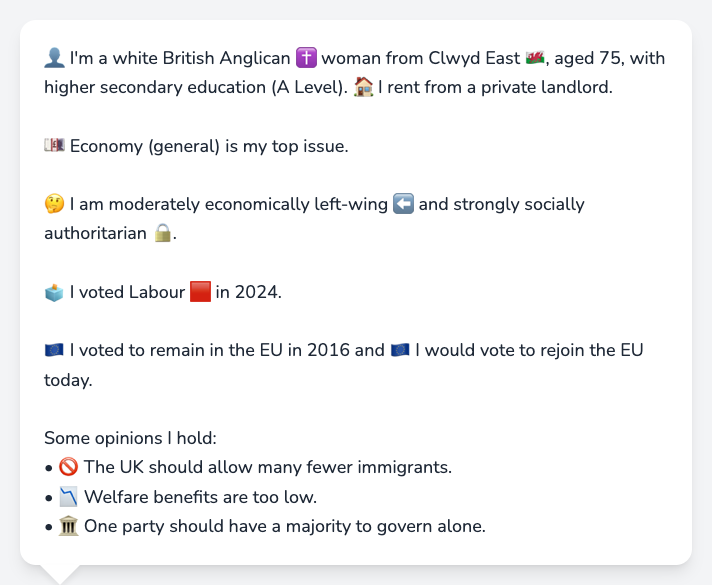 👤 I'm a white British Anglican ✝️ woman from Clwyd East 🏴󠁧󠁢󠁷󠁬󠁳󠁿, aged 75, with
higher secondary education (A Level). 🏠 I rent from a private landlord.
💷 Economy (general) is my top issue.
🤔 I am moderately economically left-wing ⬅️ and strongly socially
authoritarian 🔒.
🗳️ I voted Labour 🟥 in 2024.
🇪🇺 I voted to remain in the EU in 2016 and 🇪🇺 I would vote to rejoin the EU
today.
Some opinions I hold:
• 🚫 The UK should allow many fewer immigrants.
• 📉 Welfare benefits are too low.
• 🏛️ One party should have a majority to govern alone.